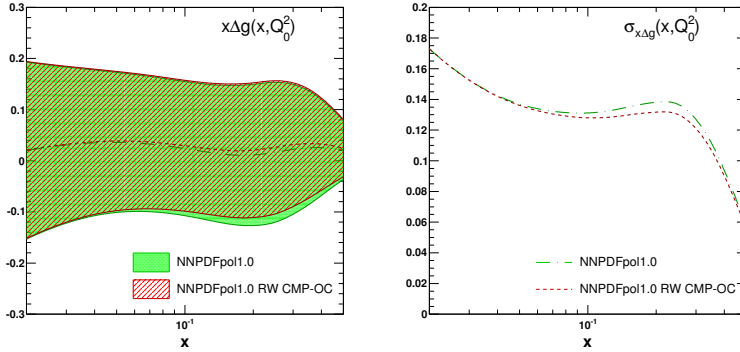 xΔg(x,Q₀²)
0.3
0.2
0.1
0
-0.1
-0.2
-0.3
NNPDFpol1.0
NNPDFpol1.0 RW CMP-OC
10⁻¹
x
σ_{xΔg}(x,Q₀²)
0.2
0.18
0.16
0.14
0.12
0.1
0.08
0.06
0.04
0.02
0
NNPDFpol1.0
NNPDFpol1.0 RW CMP-OC
10⁻¹
x